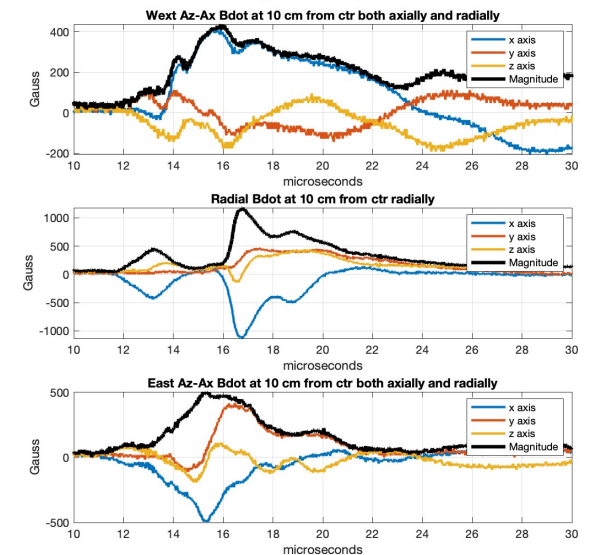 Wext Az-Ax Bdot at 10 cm from ctr both axially and radially
400
200
0
-200
Gauss
x axis
y axis
z axis
Magnitude
10 12 14 16 18 20 22 24 26 28 30
microseconds
Radial Bdot at 10 cm from ctr radially
1000
500
0
-500
-1000
Gauss
x axis
y axis
z axis
Magnitude
10 12 14 16 18 20 22 24 26 28 30
microseconds
East Az-Ax Bdot at 10 cm from ctr both axially and radially
500
0
-500
Gauss
x axis
y axis
z axis
Magnitude
10 12 14 16 18 20 22 24 26 28 30
microseconds